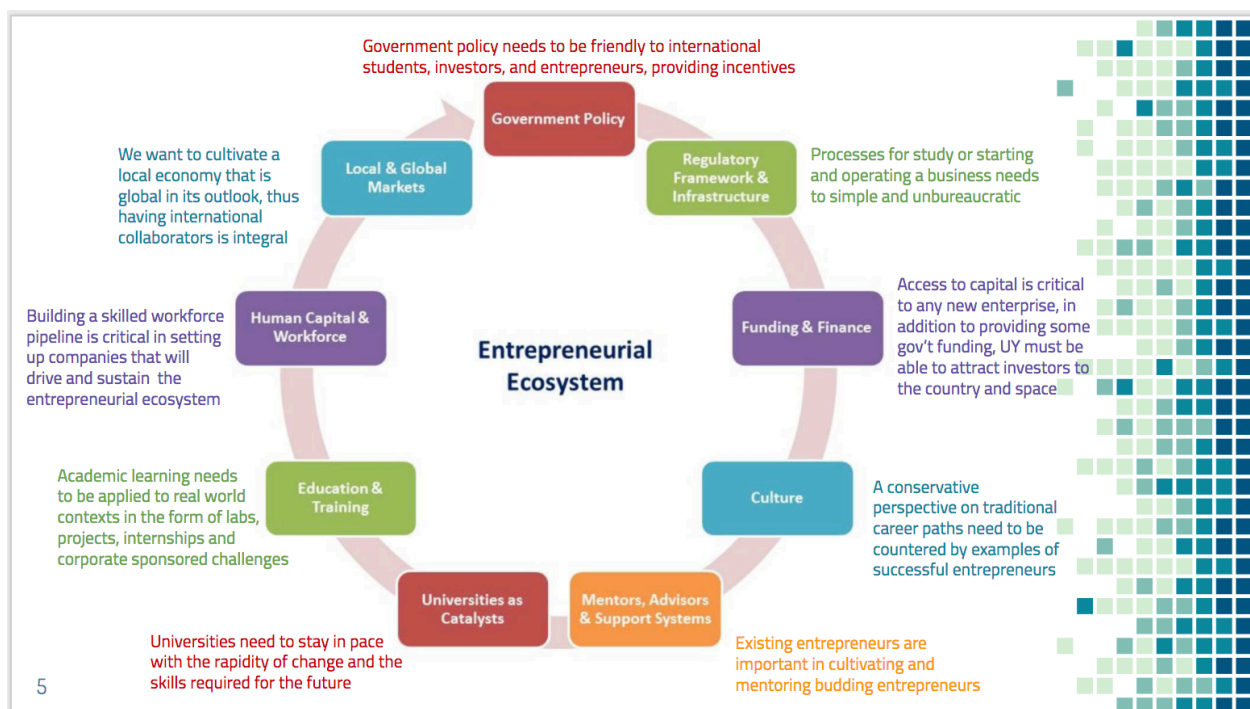 Government policy needs to be friendly to international
students, investors, and entrepreneurs, providing incentives
Government Policy
Regulatory
Framework &
Infrastructure
Processes for study or starting
and operating a business needs
to simple and unbureaucratic
Funding & Finance
Access to capital is critical
to any new enterprise, in
addition to providing some
gov't funding, UY must be
able to attract investors to
the country and space
Culture
A conservative
perspective on traditional
career paths need to be
countered by examples of
successful entrepreneurs
Mentors, Advisors
& Support Systems
Existing entrepreneurs are
important in cultivating and
mentoring budding entrepreneurs
Universities as
Catalysts
Universities need to stay in pace
with the rapidity of change and the
skills required for the future
Education &
Training
Academic learning needs
to be applied to real world
contexts in the form of labs,
projects, internships and
corporate sponsored challenges
Human Capital &
Workforce
Building a skilled workforce
pipeline is critical in setting
up companies that will
drive and sustain the
entrepreneurial ecosystem
Local & Global
Markets
We want to cultivate a
local economy that is
global in its outlook, thus
having international
collaborators is integral
Entrepreneurial
Ecosystem
5